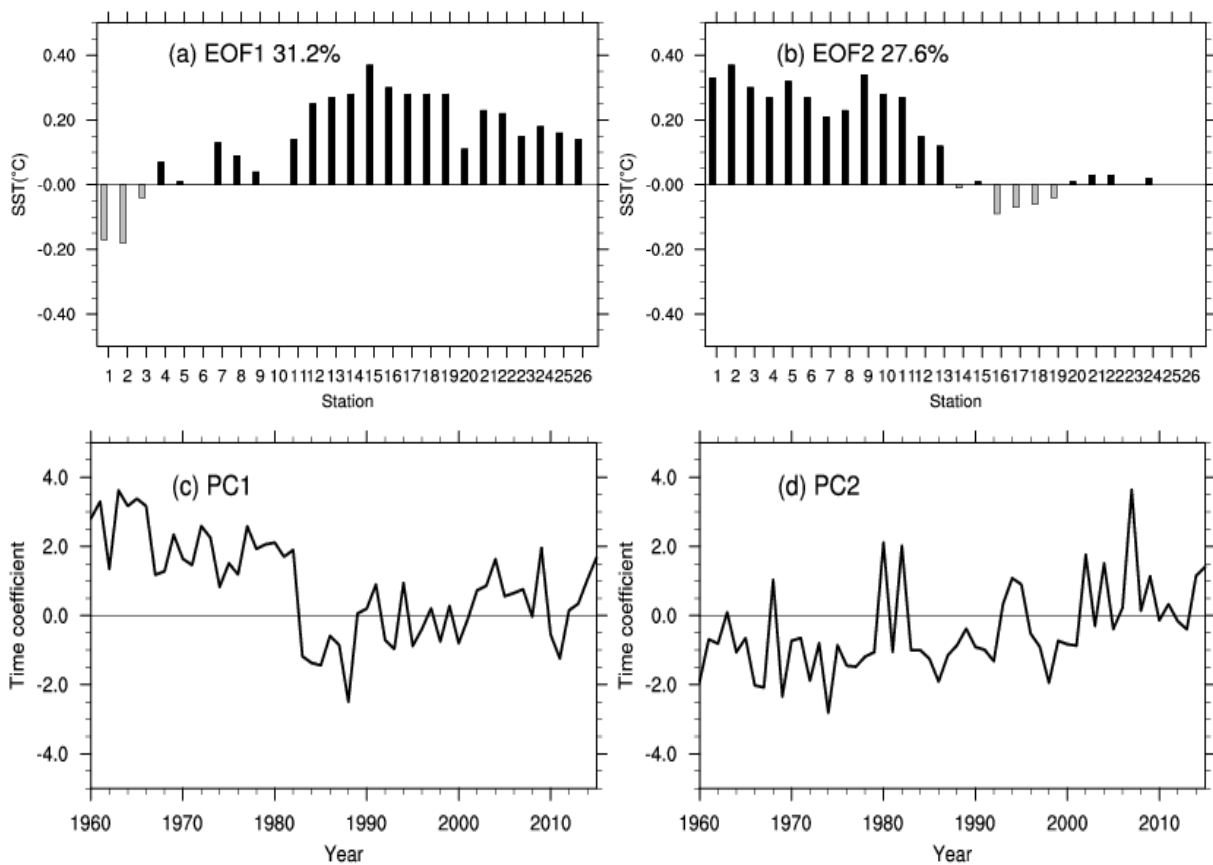 (a) EOF1 31.2%
SST(°C)
0.40
0.20
-0.00
-0.20
-0.40
1 2 3 4 5 6 7 8 9 10 11 12 13 14 15 16 17 18 19 20 21 22 23 24 25 26
Station
(b) EOF2 27.6%
SST(°C)
0.40
0.20
-0.00
-0.20
-0.40
1 2 3 4 5 6 7 8 9 10 11 12 13 14 15 16 17 18 19 20 21 22 23 24 25 26
Station
(c) PC1
Time coefficient
4.0
2.0
0.0
-2.0
-4.0
1960 1970 1980 1990 2000 2010
Year
(d) PC2
Time coefficient
4.0
2.0
0.0
-2.0
-4.0
1960 1970 1980 1990 2000 2010
Year